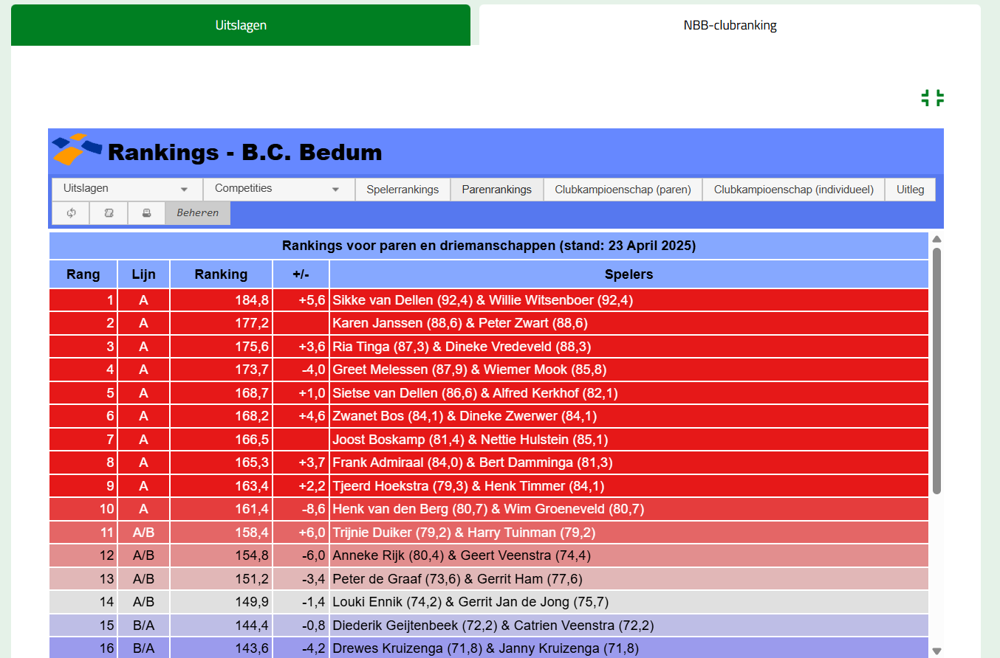 Uitslagen NBB-clubranking
Rankings - B.C. Bedum
Uitslagen Competities Spelerrankings Parenrankings Clubkampioenschap (paren) Clubkampioenschap (individueel) Uitleg
Beheren
Rankings voor paren en driemanschappen (stand: 23 April 2025)
Rang Lijn Ranking +/- Spelers
1 A 184,8 +5,6 Sikke van Dellen (92,4) & Willie Witsenboer (92,4)
2 A 177,2 Karen Janssen (88,6) & Peter Zwart (88,6)
3 A 175,6 +3,6 Ria Tinga (87,3) & Dineke Vredeveld (88,3)
4 A 173,7 -4,0 Greet Melessen (87,9) & Wiemer Mook (85,8)
5 A 168,7 +1,0 Sietse van Dellen (86,6) & Alfred Kerkhof (82,1)
6 A 168,2 +4,6 Zwanet Bos (84,1) & Dineke Zwerwer (84,1)
7 A 166,5 Joost Boskamp (81,4) & Nettie Hulstein (85,1)
8 A 165,3 +3,7 Frank Admiraal (84,0) & Bert Damminga (81,3)
9 A 163,4 +2,2 Tjeerd Hoekstra (79,3) & Henk Timmer (84,1)
10 A 161,4 -8,6 Henk van den Berg (80,7) & Wim Groeneveld (80,7)
11 A/B 158,4 +6,0 Trijnie Duiker (79,2) & Harry Tuinman (79,2)
12 A/B 154,8 -6,0 Anneke Rijk (80,4) & Geert Veenstra (74,4)
13 A/B 151,2 -3,4 Peter de Graaf (73,6) & Gerrit Ham (77,6)
14 A/B 149,9 -1,4 Louki Ennik (74,2) & Gerrit Jan de Jong (75,7)
15 B/A 144,4 -0,8 Diederik Geijtenbeek (72,2) & Catrien Veenstra (72,2)
16 B/A 143,6 -4,2 Drewes Kruizenga (71,8) & Janny Kruizenga (71,8)